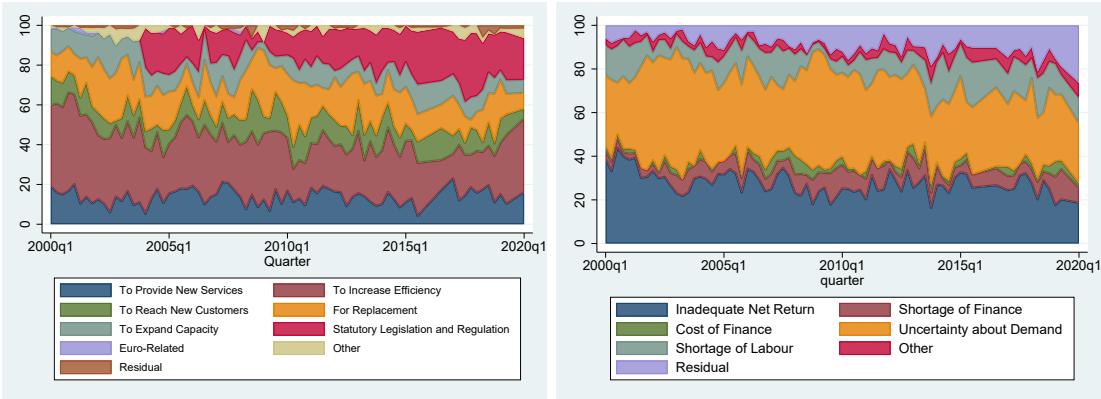 100
80
60
40
20
0
2000q1 2005q1 2010q1 2015q1 2020q1
Quarter
To Provide New Services To Increase Efficiency
To Reach New Customers For Replacement
To Expand Capacity Statutory Legislation and Regulation
Euro-Related Other
Residual
100
80
60
40
20
0
2000q1 2005q1 2010q1 2015q1 2020q1
quarter
Inadequate Net Return Shortage of Finance
Cost of Finance Uncertainty about Demand
Shortage of Labour Other
Residual